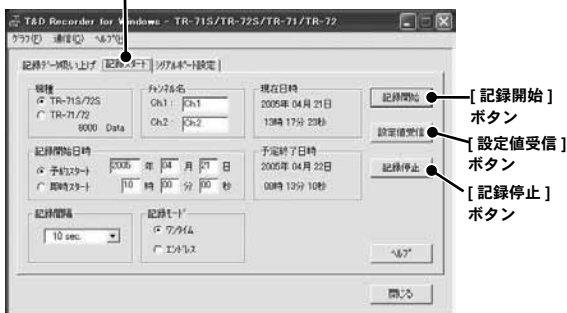 T&D Recorder for Windows - TR-71S/TR-72S/TR-71/TR-72
グラフ(F) 通信(C) ヘルプ(H)
記録データ吸い上げ 記録スタート シリアルポート設定
機種
TR-71S/72S
TR-71/72
8000 Data
チャンネル名
Ch1 : Ch1
Ch2 : Ch2
現在日時
2005年 04月 21日
13時 17分 23秒
記録開始
設定値受信
記録停止
記録開始日時
予約スタート
即時スタート
2005 年 04 月 21 日
10 時 00 分 00 秒
予定終了日時
2005年 04月 22日
08時 13分 10秒
記録間隔
10 sec.
記録モード
ワンタイム
エンドレス
ヘルプ
閉じる
[ 記録開始 ]
ボタン
[ 設定値受信 ]
ボタン
[ 記録停止 ]
ボタン